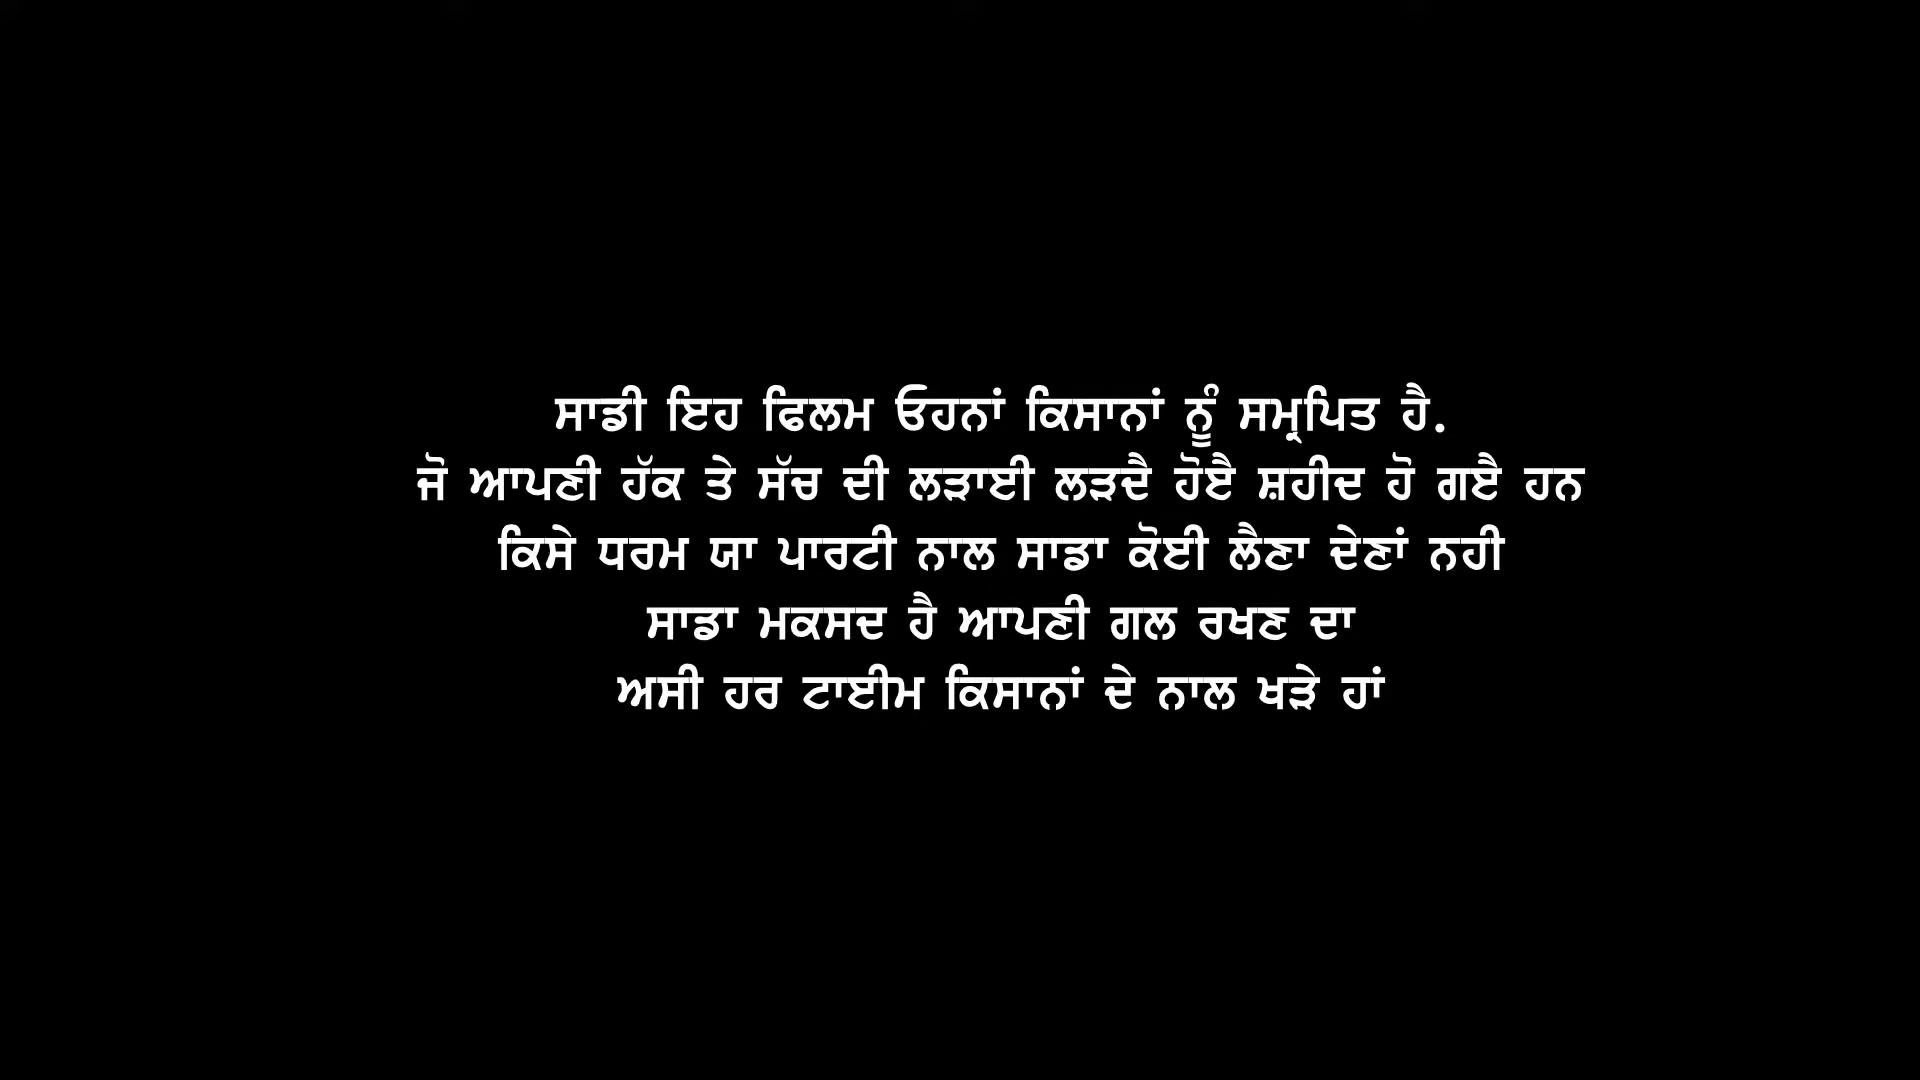 ਸਾਡੀ ਇਹ ਫਿਲਮ ਓਹਨਾਂ ਕਿਸਾਨਾਂ ਨੂੰ ਸਮ੍ਰਪਿਤ ਹੈ.
ਜੋ ਆਪਣੀ ਹੱਕ ਤੇ ਸੱਚ ਦੀ ਲੜਾਈ ਲੜਦੈ ਹੋਏੈ ਸ਼ਹੀਦ ਹੋ ਗਏੈ ਹਨ
ਕਿਸੇ ਧਰਮ ਯਾ ਪਾਰਟੀ ਨਾਲ ਸਾਡਾ ਕੋਈ ਲੈਣਾ ਦੇਣਾਂ ਨਹੀ
ਸਾਡਾ ਮਕਸਦ ਹੈ ਆਪਣੀ ਗਲ ਰਖਣ ਦਾ
ਅਸੀ ਹਰ ਟਾਈਮ ਕਿਸਾਨਾਂ ਦੇ ਨਾਲ ਖੜੇ ਹਾਂ